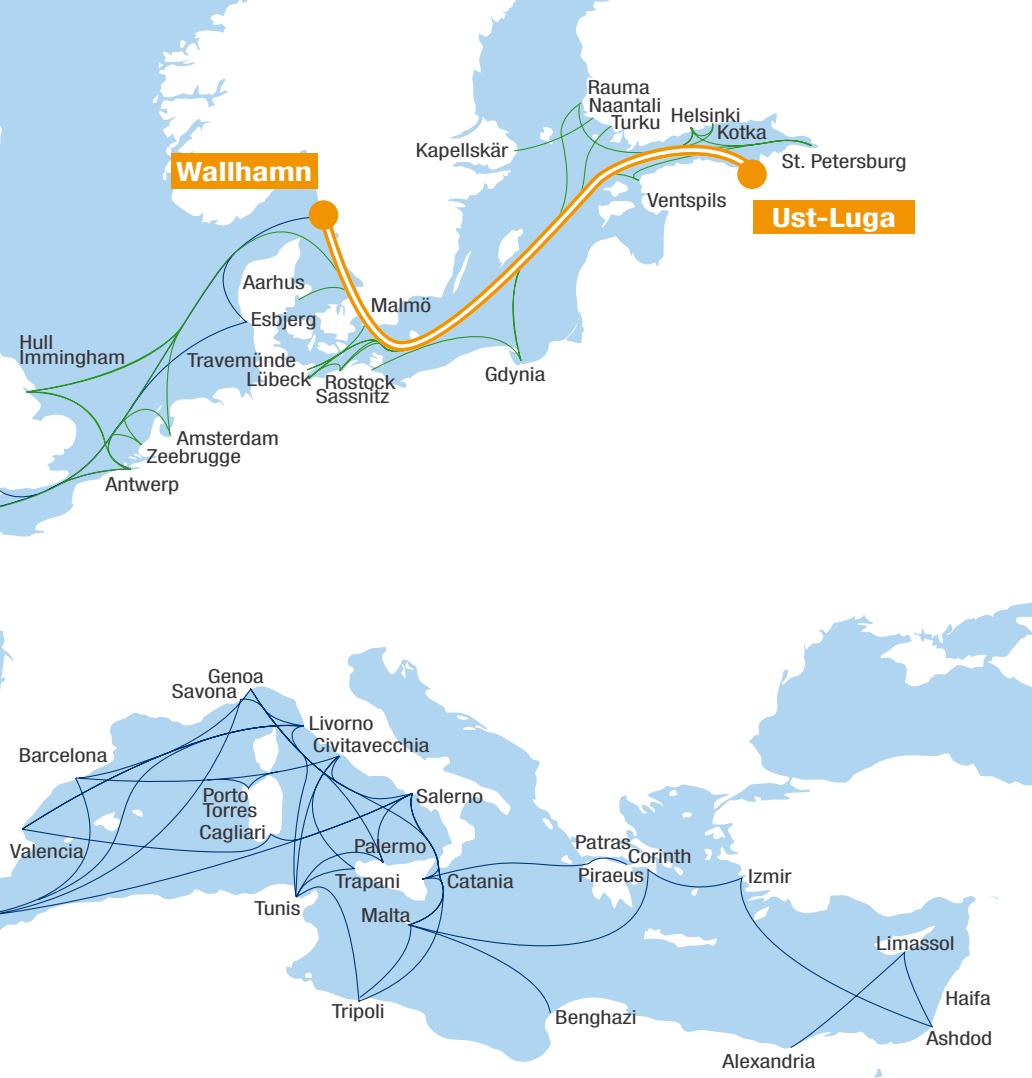 Rauma
Naantali
Turku
Helsinki
Kotka
Kapellskär
St. Petersburg
Wallhamn
Ventspils
Ust-Luga
Aarhus
Malmö
Esbjerg
Hull
Immingham
Travemünde
Lübeck
Rostock
Sassnitz
Gdynia
Amsterdam
Zeebrugge
Antwerp
Genoa
Savona
Livorno
Civitavecchia
Barcelona
Porto
Torres
Salerno
Cagliari
Valencia
Palermo
Patras
Corinth
Piraeus
Izmir
Trapani
Catania
Tunis
Malta
Limassol
Haifa
Tripoli
Benghazi
Ashdod
Alexandria